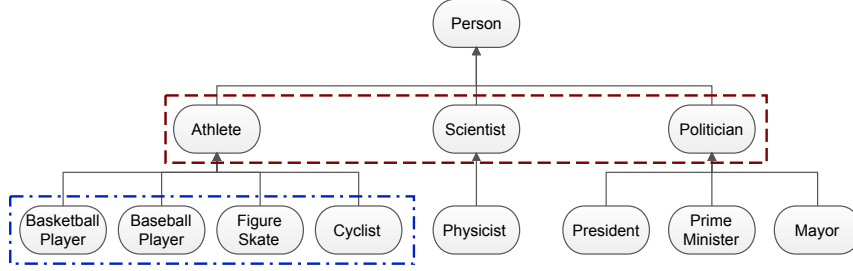 Person
Athlete
Scientist
Politician
Basketball
Player
Baseball
Player
Figure
Skate
Cyclist
Physicist
President
Prime
Minister
Mayor